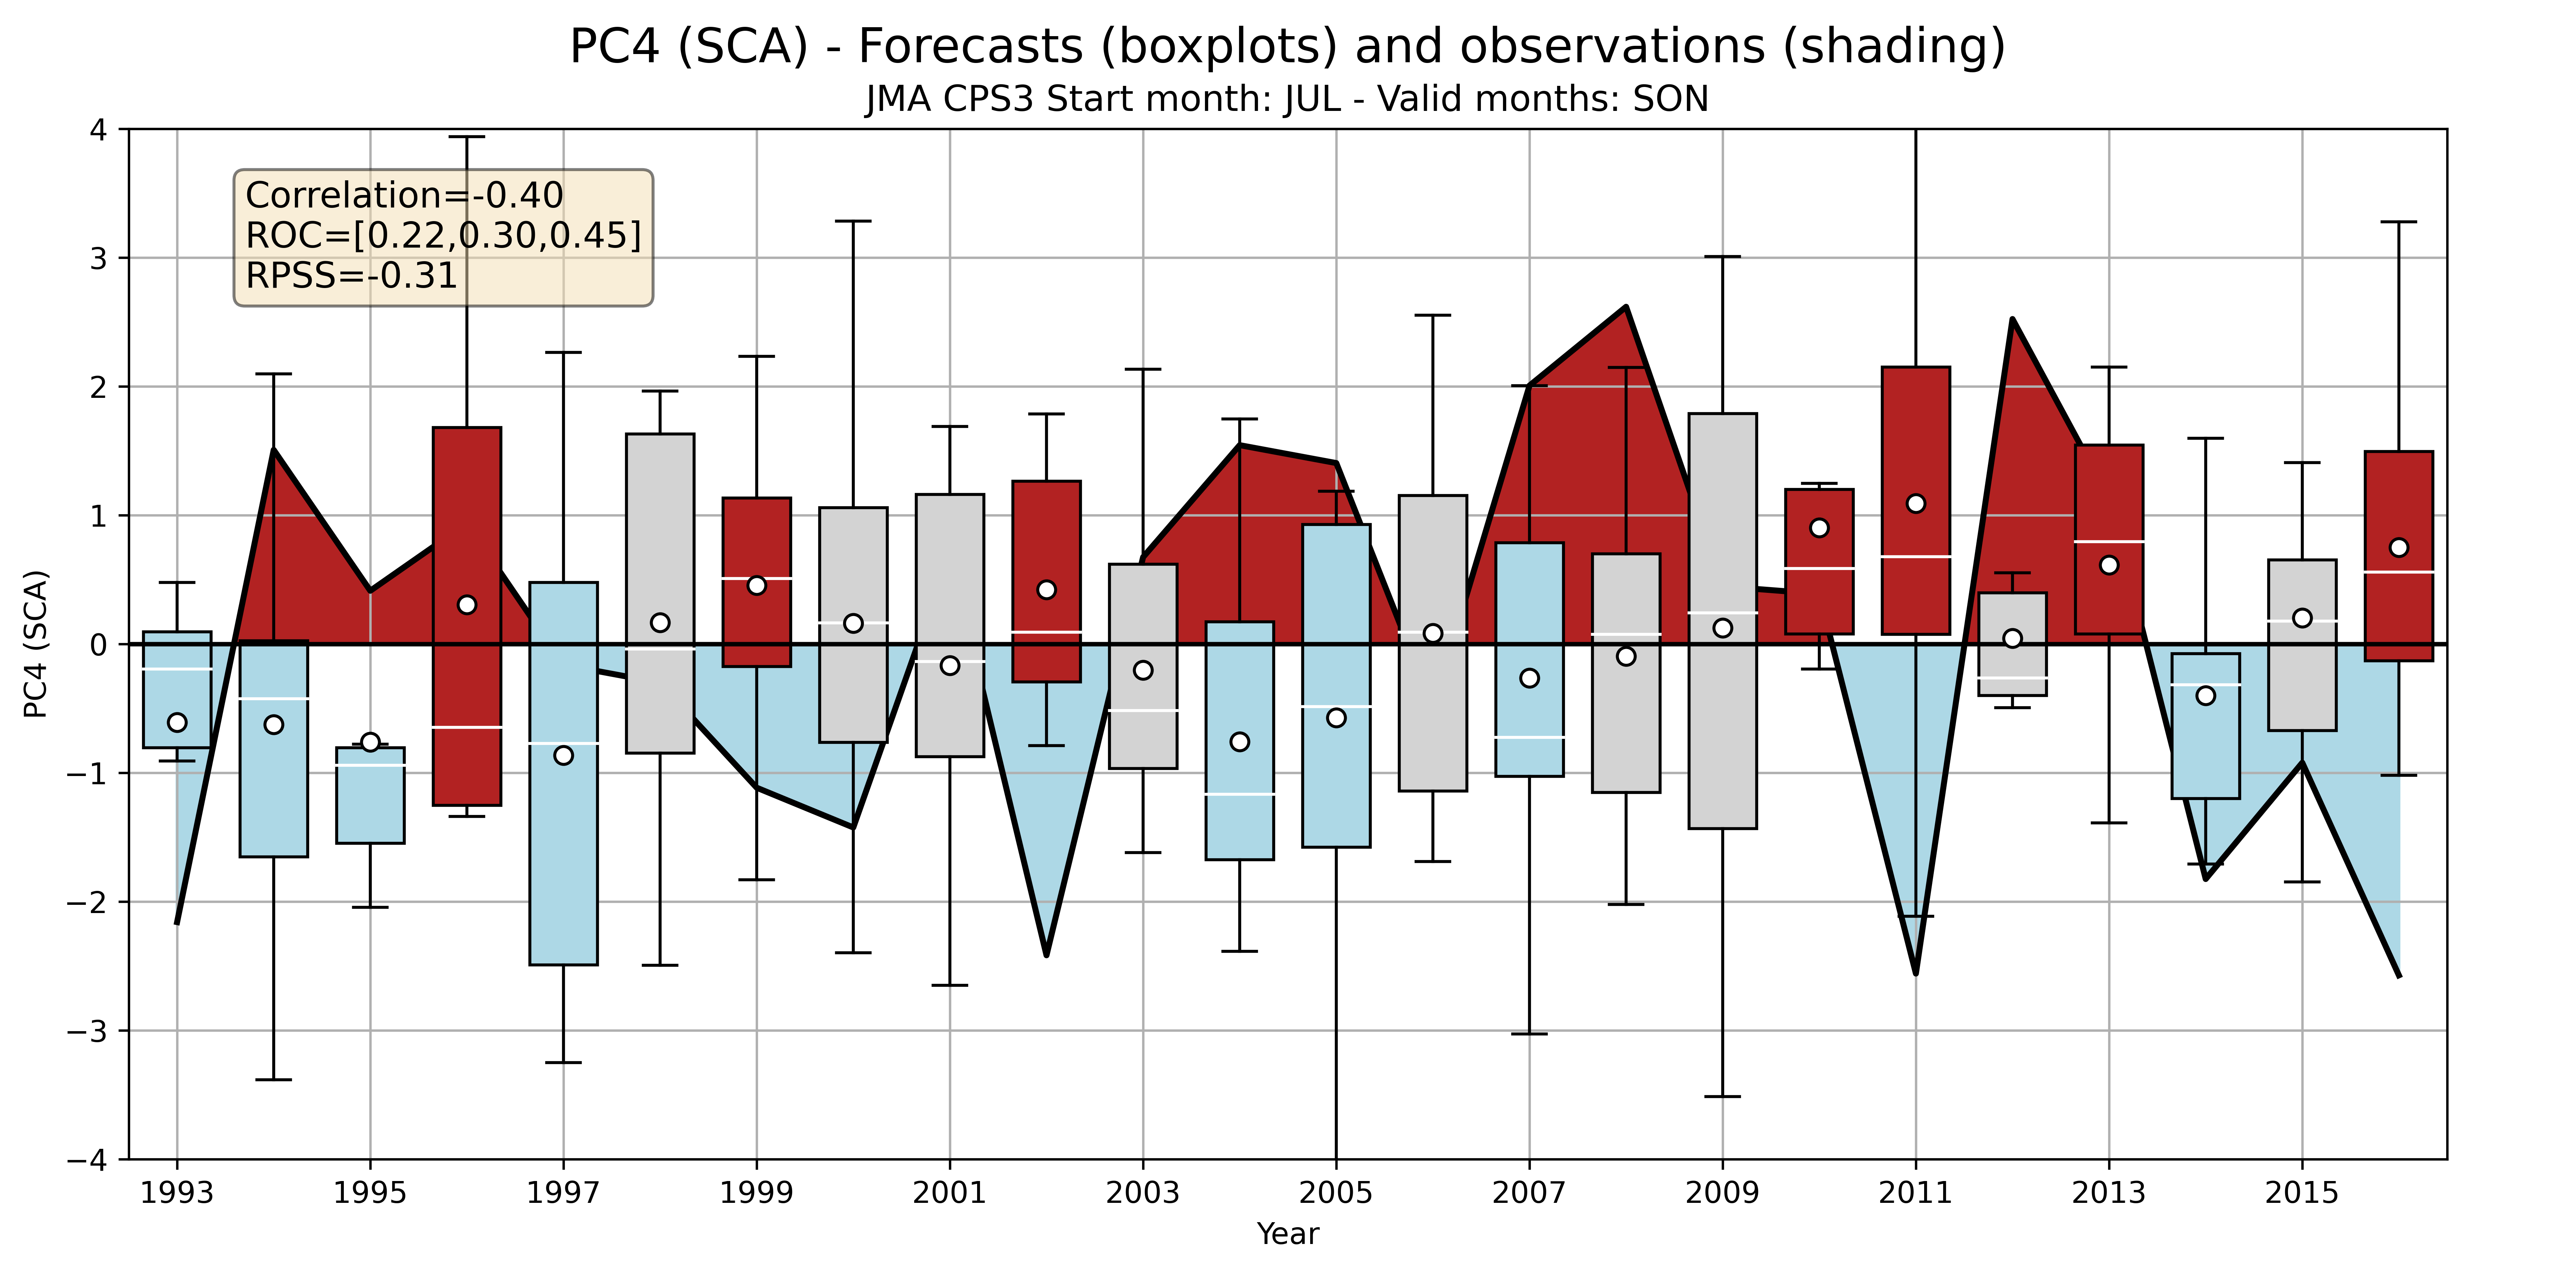 PC4 (SCA) - Forecasts (boxplots) and observations (shading)
JMA CPS3 Start month: JUL - Valid months: SON
Correlation=-0.40
ROC=[0.22,0.30,0.45]
RPSS=-0.31
PC4 (SCA)
4
3
2
1
0
−1
−2
−3
−4
1993 1995 1997 1999 2001 2003 2005 2007 2009 2011 2013 2015
Year